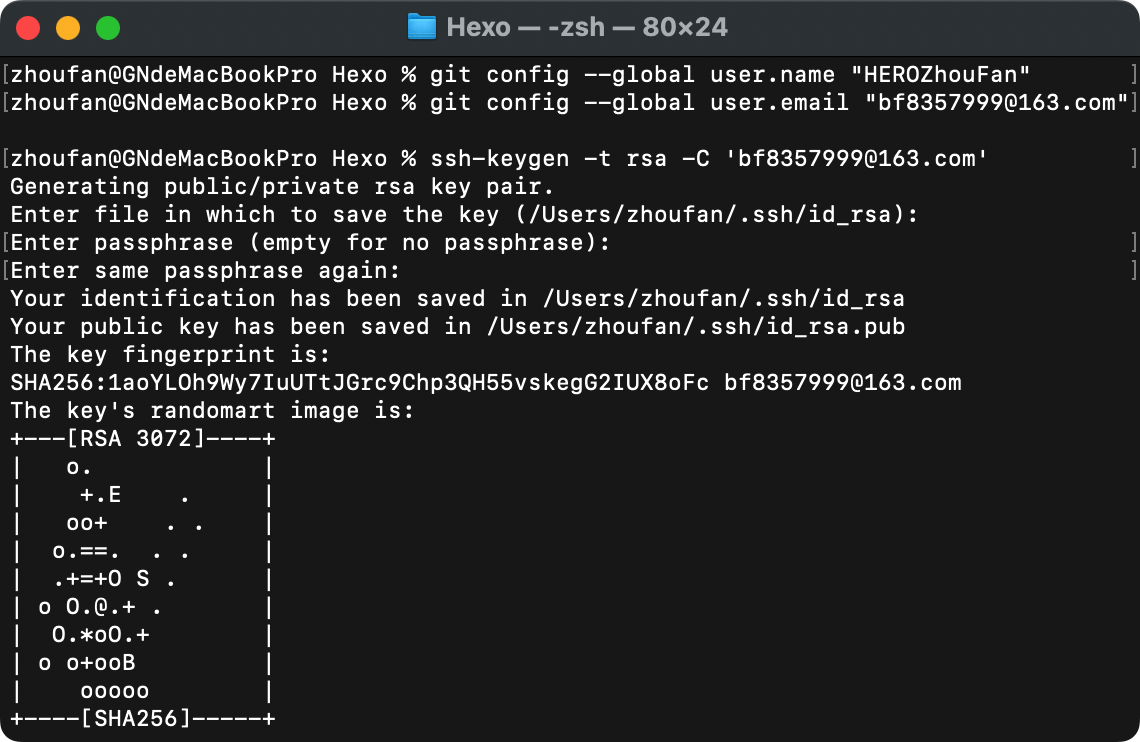 Hexo — -zsh — 80×24
[zhoufan@GNdeMacBookPro Hexo % git config --global user.name "HEROZhouFan" ]
[zhoufan@GNdeMacBookPro Hexo % git config --global user.email "bf8357999@163.com"]
[zhoufan@GNdeMacBookPro Hexo % ssh-keygen -t rsa -C 'bf8357999@163.com' ]
Generating public/private rsa key pair.
Enter file in which to save the key (/Users/zhoufan/.ssh/id_rsa):
[Enter passphrase (empty for no passphrase): ]
[Enter same passphrase again: ]
Your identification has been saved in /Users/zhoufan/.ssh/id_rsa
Your public key has been saved in /Users/zhoufan/.ssh/id_rsa.pub
The key fingerprint is:
SHA256:1aoYLOh9Wy7IuUTtJGrc9Chp3QH55vskegG2IUX8oFc bf8357999@163.com
The key's randomart image is:
+---[RSA 3072]----+
|   o.            |
|    +.E    .     |
|   oo+    . .    |
|  o.==.  . .     |
|  .+=+O S .      |
| o O.@.+ .       |
|  O.*oO.+        |
| o o+ooB         |
|    ooooo        |
+----[SHA256]-----+